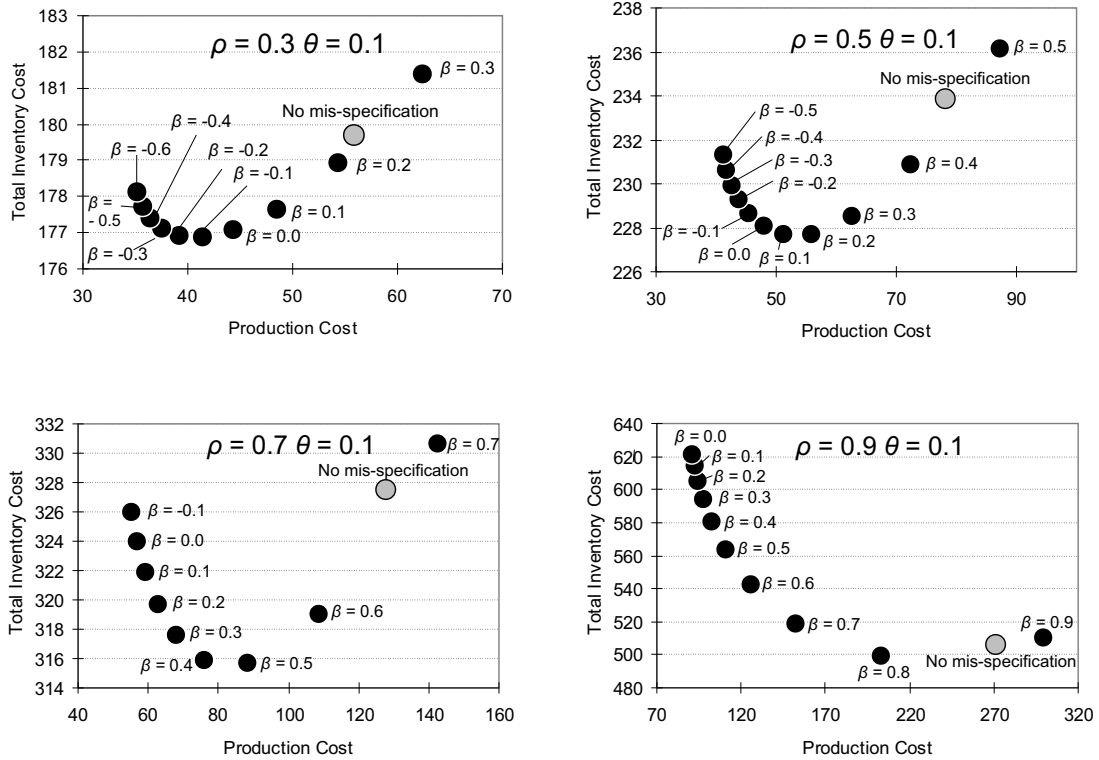 ρ = 0.3 θ = 0.1
Total Inventory Cost
183
182
181
180
179
178
177
176
β = 0.3
No mis-specification
β = -0.4
β = -0.6
β = -0.2
β = 0.2
β = -0.1
β =
- 0.5
β = 0.1
β = 0.0
β = -0.3
30
40
50
60
70
Production Cost
ρ = 0.5 θ = 0.1
Total Inventory Cost
238
236
234
232
230
228
226
β = 0.5
No mis-specification
β = -0.5
β = -0.4
β = -0.3
β = 0.4
β = -0.2
β = 0.3
β = -0.1
β = 0.2
β = 0.0
β = 0.1
30
50
70
90
Production Cost
ρ = 0.7 θ = 0.1
Total Inventory Cost
332
330
328
326
324
322
320
318
316
314
β = 0.7
No mis-specification
β = -0.1
β = 0.0
β = 0.1
β = 0.2
β = 0.6
β = 0.3
β = 0.4
β = 0.5
40
60
80
100
120
140
160
Production Cost
ρ = 0.9 θ = 0.1
Total Inventory Cost
640
620
600
580
560
540
520
500
480
β = 0.0
β = 0.1
β = 0.2
β = 0.3
β = 0.4
β = 0.5
β = 0.6
β = 0.7
β = 0.9
No mis-specification
β = 0.8
70
120
170
220
270
320
Production Cost